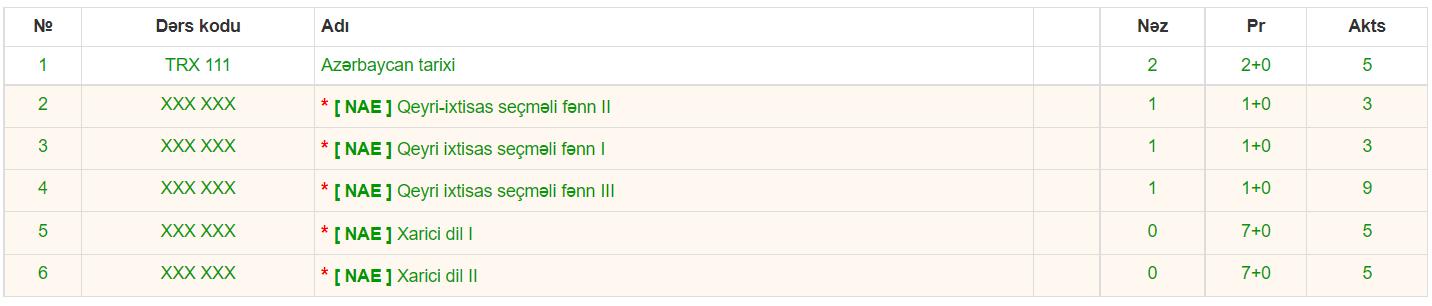 № Dərs kodu Adı Nəz Pr Akts
1 TRX 111 Azərbaycan tarixi 2 2+0 5
2 XXX XXX * [ NAE ] Qeyri-ixtisas seçməli fənn II 1 1+0 3
3 XXX XXX * [ NAE ] Qeyri ixtisas seçməli fənn I 1 1+0 3
4 XXX XXX * [ NAE ] Qeyri ixtisas seçməli fənn III 1 1+0 9
5 XXX XXX * [ NAE ] Xarici dil I 0 7+0 5
6 XXX XXX * [ NAE ] Xarici dil II 0 7+0 5